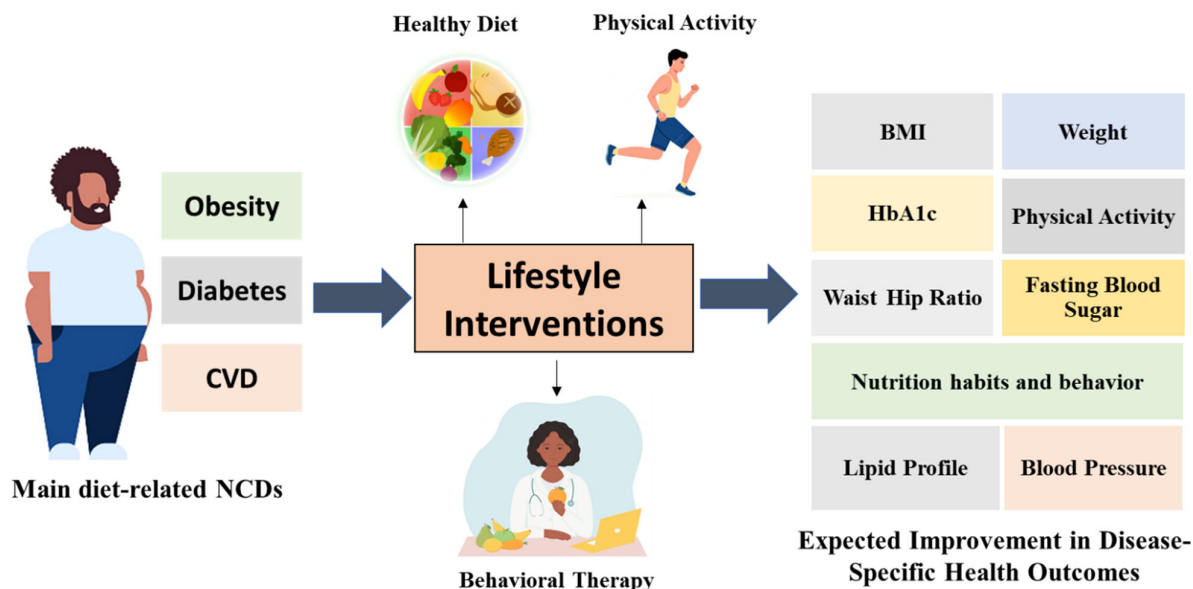 Healthy Diet
Physical Activity
Obesity
Diabetes
CVD
Main diet-related NCDs
Lifestyle
Interventions
Behavioral Therapy
BMI
Weight
HbA1c
Physical Activity
Waist Hip Ratio
Fasting Blood
Sugar
Nutrition habits and behavior
Lipid Profile
Blood Pressure
Expected Improvement in Disease-
Specific Health Outcomes